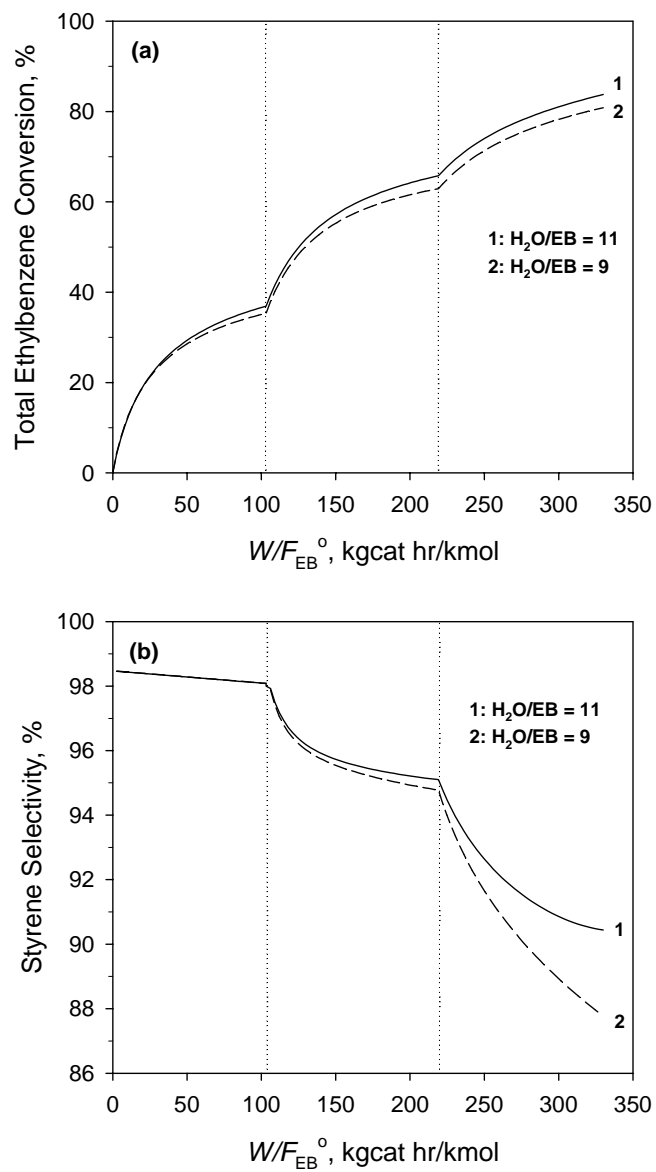 (a)
Total Ethylbenzene Conversion, %
100
80
60
40
20
0
1
2
1: H₂O/EB = 11
2: H₂O/EB = 9
0 50 100 150 200 250 300 350
W/F_EB°, kgcat hr/kmol
(b)
Styrene Selectivity, %
100
98
96
94
92
90
88
86
1: H₂O/EB = 11
2: H₂O/EB = 9
1
2
0 50 100 150 200 250 300 350
W/F_EB°, kgcat hr/kmol